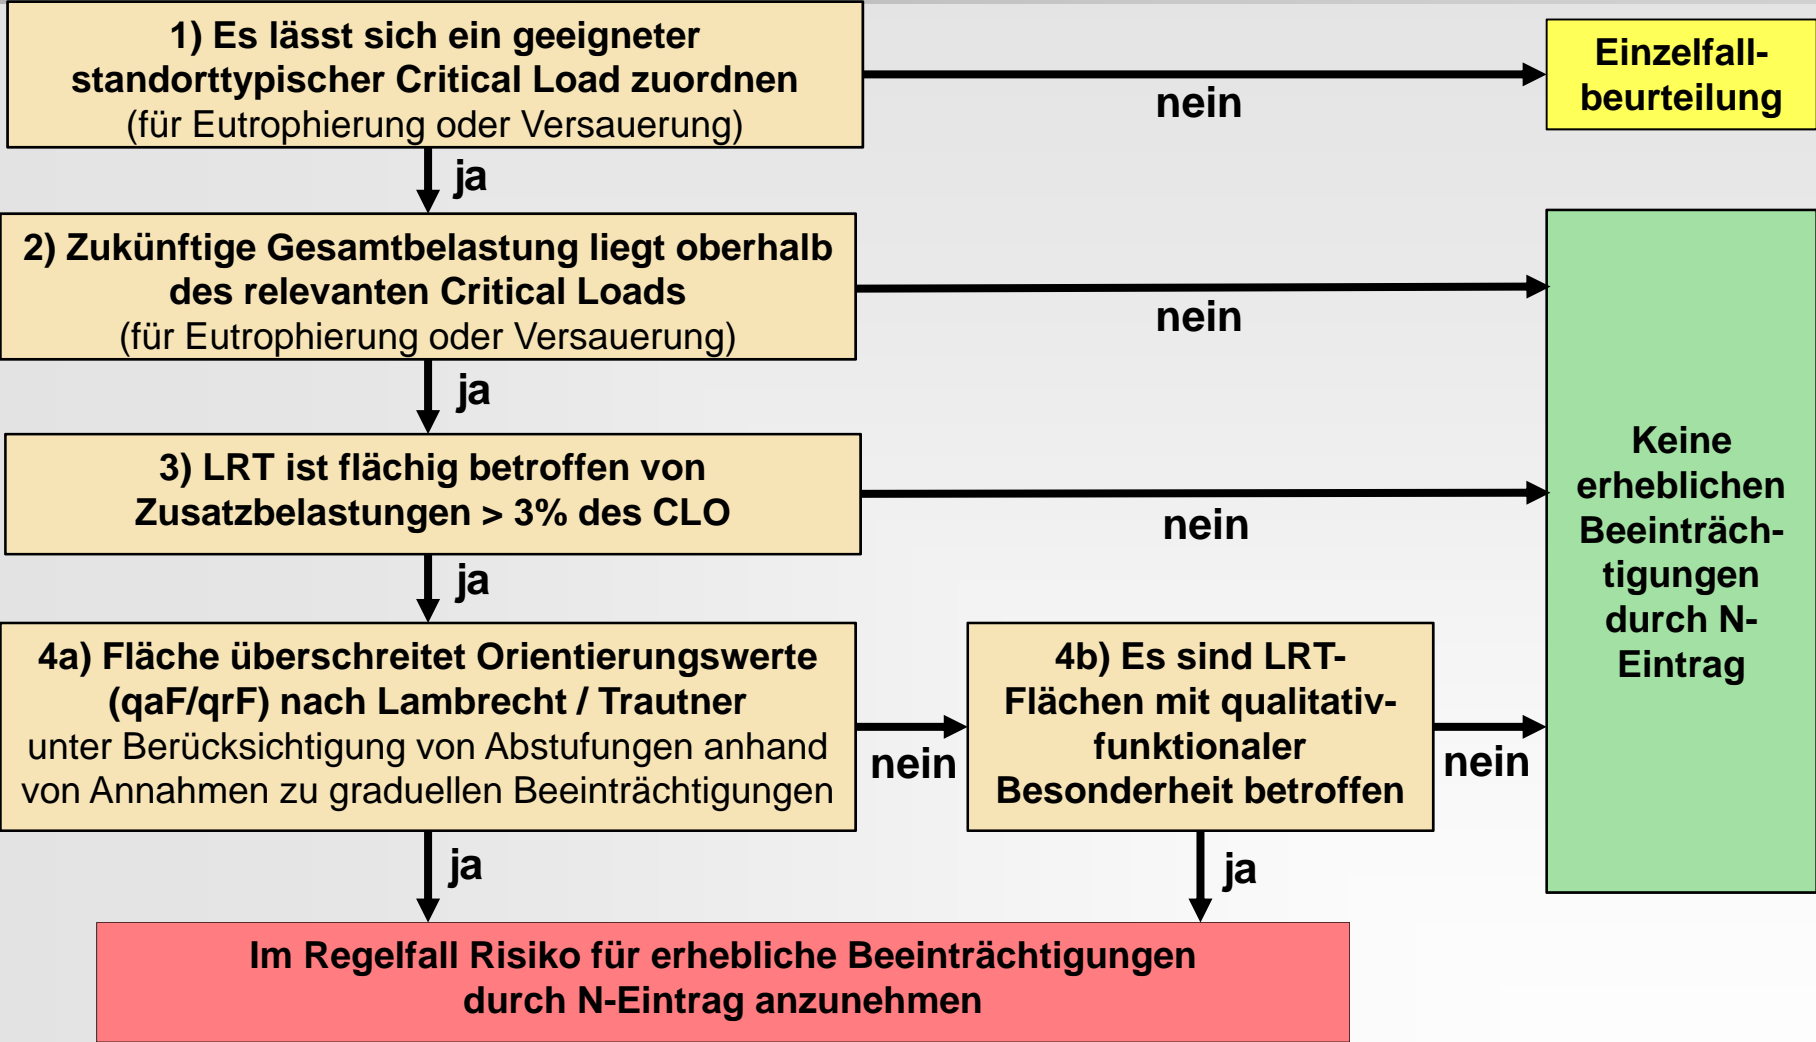 1) Es lässt sich ein geeigneter
standorttypischer Critical Load zuordnen
(für Eutrophierung oder Versauerung)
nein
Einzelfall-
beurteilung
ja
2) Zukünftige Gesamtbelastung liegt oberhalb
des relevanten Critical Loads
(für Eutrophierung oder Versauerung)
nein
ja
3) LRT ist flächig betroffen von
Zusatzbelastungen > 3% des CLO
nein
ja
Keine
erheblichen
Beeinträch-
tigungen
durch N-
Eintrag
4a) Fläche überschreitet Orientierungswerte
(qaF/qrF) nach Lambrecht / Trautner
unter Berücksichtigung von Abstufungen anhand
von Annahmen zu graduellen Beeinträchtigungen
nein
4b) Es sind LRT-
Flächen mit qualitativ-
funktionaler
Besonderheit betroffen
nein
ja
ja
Im Regelfall Risiko für erhebliche Beeinträchtigungen
durch N-Eintrag anzunehmen